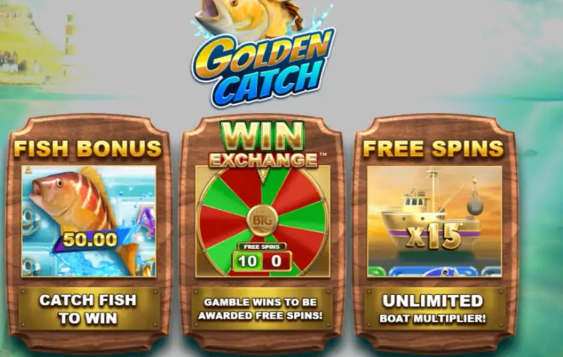 GOLDEN
CATCH
FISH BONUS
50.00
CATCH FISH
TO WIN
WIN
EXCHANGE™
BIG
FREE SPINS
10 0
GAMBLE WINS TO BE
AWARDED FREE SPINS!
FREE SPINS
x15
UNLIMITED
BOAT MULTIPLIER!